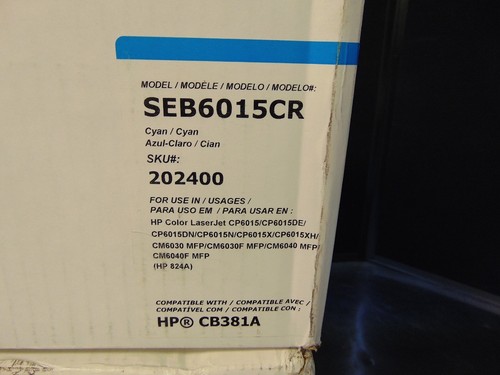 MODEL / MODÈLE / MODELO / MODELO#:
SEB6015CR
Cyan / Cyan
Azul-Claro / Cian
SKU#:
202400
FOR USE IN / USAGES /
PARA USO EM / PARA USAR EN :
HP Color LaserJet CP6015/CP6015DE/
CP6015DN/CP6015N/CP6015X/CP6015XH/
CM6030 MFP/CM6030F MFP/CM6040 MFP/
CM6040F MFP
(HP 824A)
COMPATIBLE WITH / COMPATIBLE AVEC /
COMPATÍVEL COM / COMPATIBLE CON :
HP® CB381A